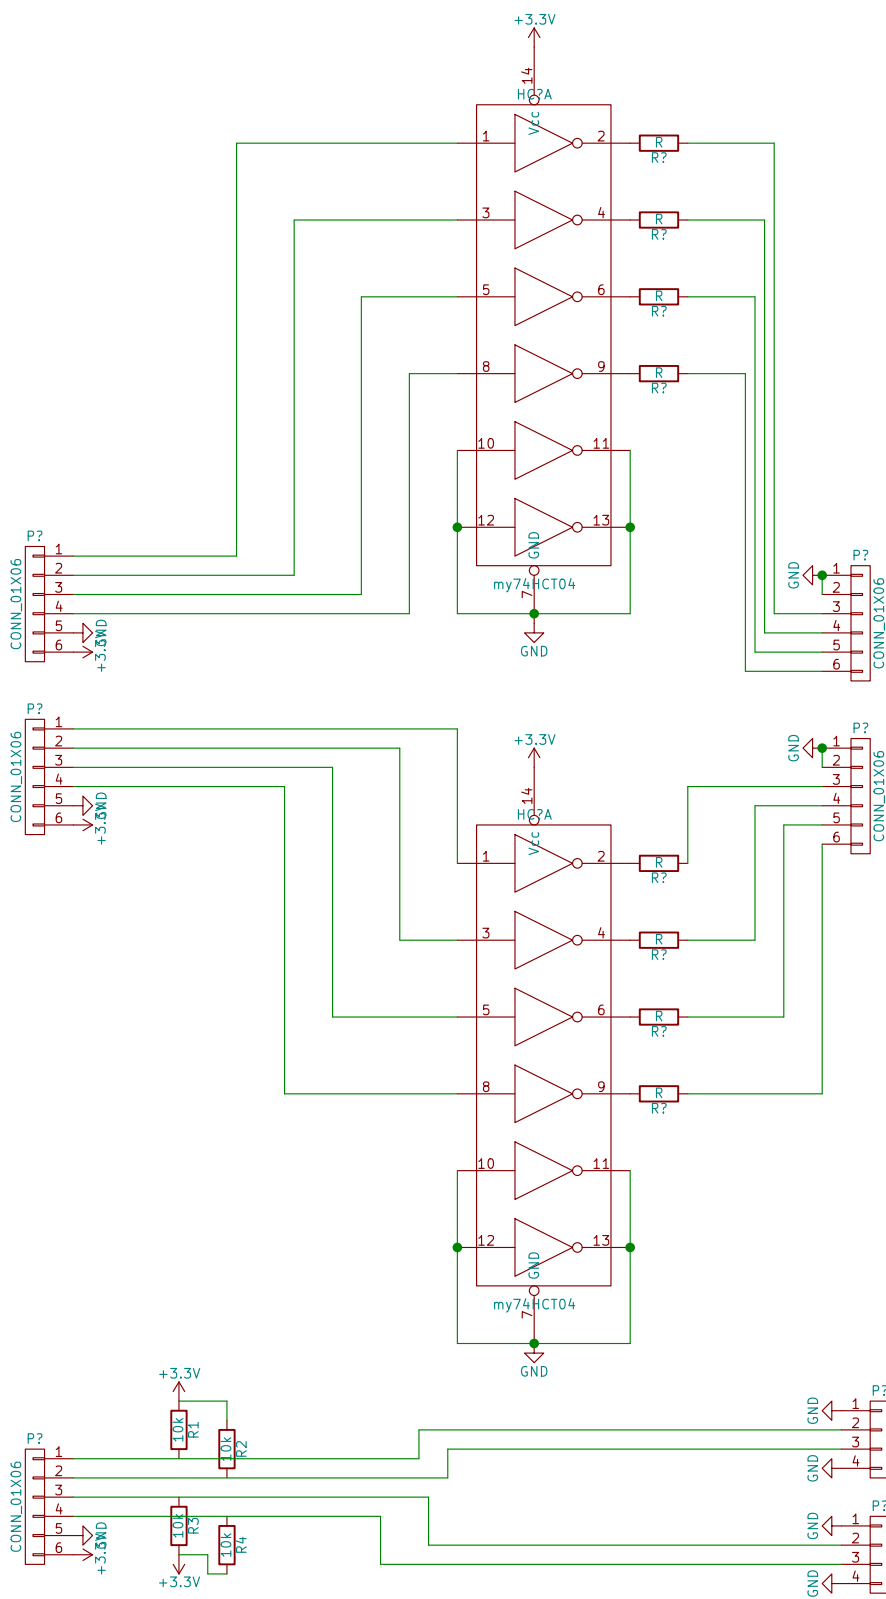 +3.3V
14
HC?A
Vcc
1
2
R
R?
3
4
R
R?
5
6
R
R?
8
9
R
R?
10
11
12
13
GND
my74HCT04
7
GND
P?
CONN_01X06
1
2
3
4
5
6
GND
+3.3V
P?
CONN_01X06
GND
1
2
3
4
5
6
P?
CONN_01X06
1
2
3
4
5
6
GND
+3.3V
+3.3V
14
HC?A
Vcc
1
2
R
R?
3
4
R
R?
5
6
R
R?
8
9
R
R?
10
11
12
13
GND
my74HCT04
7
GND
P?
CONN_01X06
GND
1
2
3
4
5
6
+3.3V
10k
R1
10k
R2
P?
CONN_01X06
1
2
3
4
5
6
GND
+3.3V
10k
R3
10k
R4
+3.3V
P?
GND
1
2
3
GND
4
P?
GND
1
2
3
GND
4